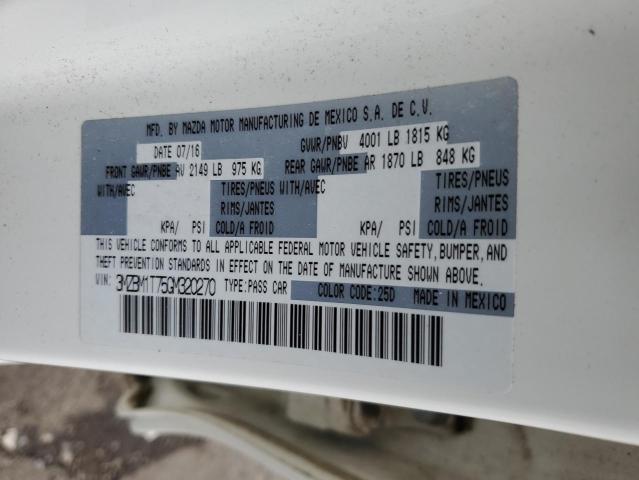 MFD. BY MAZDA MOTOR MANUFACTURING DE MEXICO S.A. DE C.V.
DATE 07/16 GVWR/PNBV 4001 LB 1815 KG
FRONT GAWR/PNBE AV 2149 LB 975 KG REAR GAWR/PNBE AR 1870 LB 848 KG
WITH/AVEC TIRES/PNEUS WITH/AVEC TIRES/PNEUS
RIMS/JANTES RIMS/JANTES
KPA/ PSI COLD/A FROID KPA/ PSI COLD/A FROID
THIS VEHICLE CONFORMS TO ALL APPLICABLE FEDERAL MOTOR VEHICLE SAFETY, BUMPER, AND
THEFT PREVENTION STANDARDS IN EFFECT ON THE DATE OF MANUFACTURE SHOWN ABOVE.
VIN: 3MZBM1T75GM320270 TYPE:PASS CAR COLOR CODE:25D MADE IN MEXICO